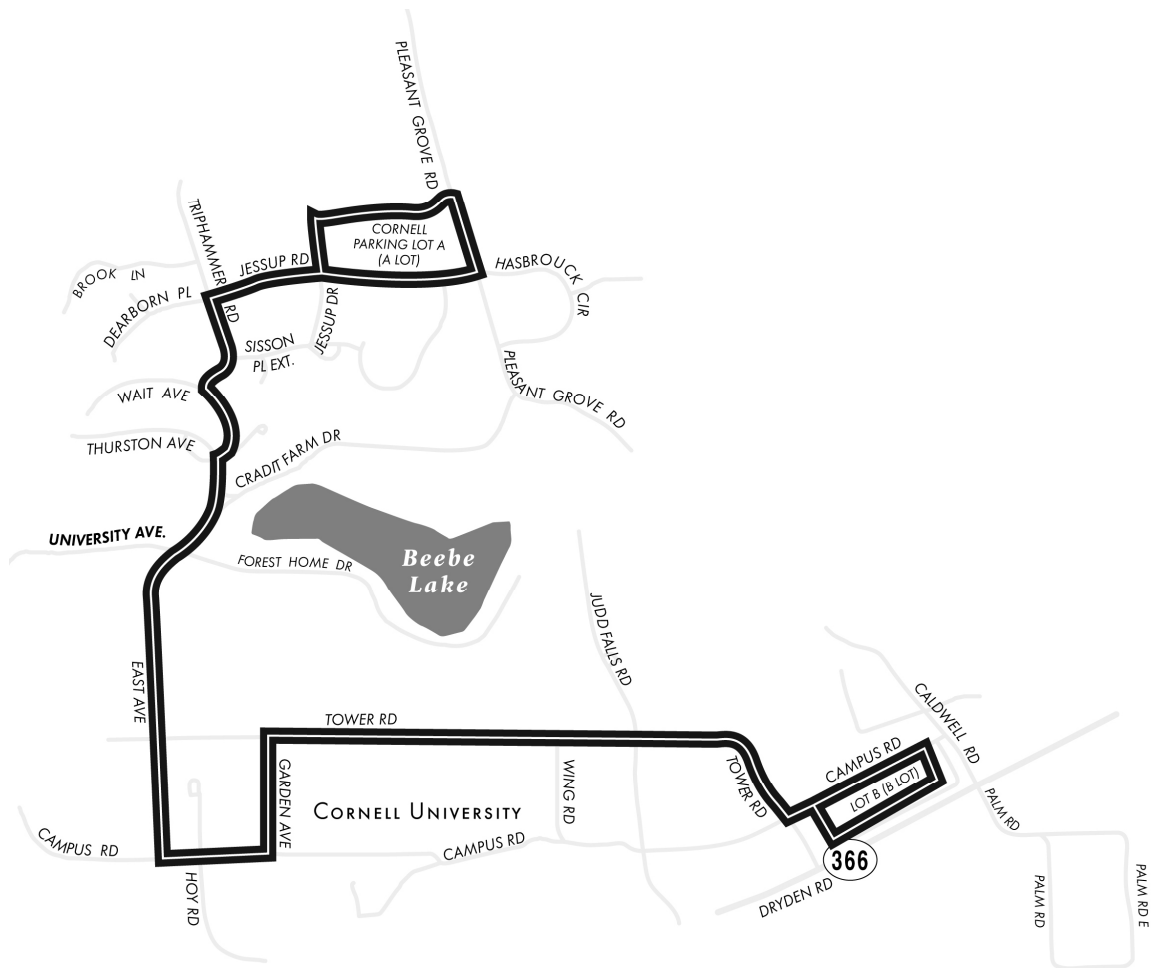 PLEASANT GROVE RD
TRIPHAMMER RD
CORNELL
PARKING LOT A
(A LOT)
JESSUP RD
HASBROUCK CIR
BROOK LN
DEARBORN PL
JESSUP DR
SISSON
PL EXT.
WAIT AVE
PLEASANT GROVE RD
THURSTON AVE
CRADIT FARM DR
UNIVERSITY AVE.
FOREST HOME DR
Beebe
Lake
JUDD FALLS RD
EAST AVE
CALDWELL RD
TOWER RD
CAMPUS RD
GARDEN AVE
WING RD
TOWER RD
LOT B (B LOT)
PALM RD
CORNELL UNIVERSITY
CAMPUS RD
CAMPUS RD
366
HOY RD
DRYDEN RD
PALM RD
PALM RD E